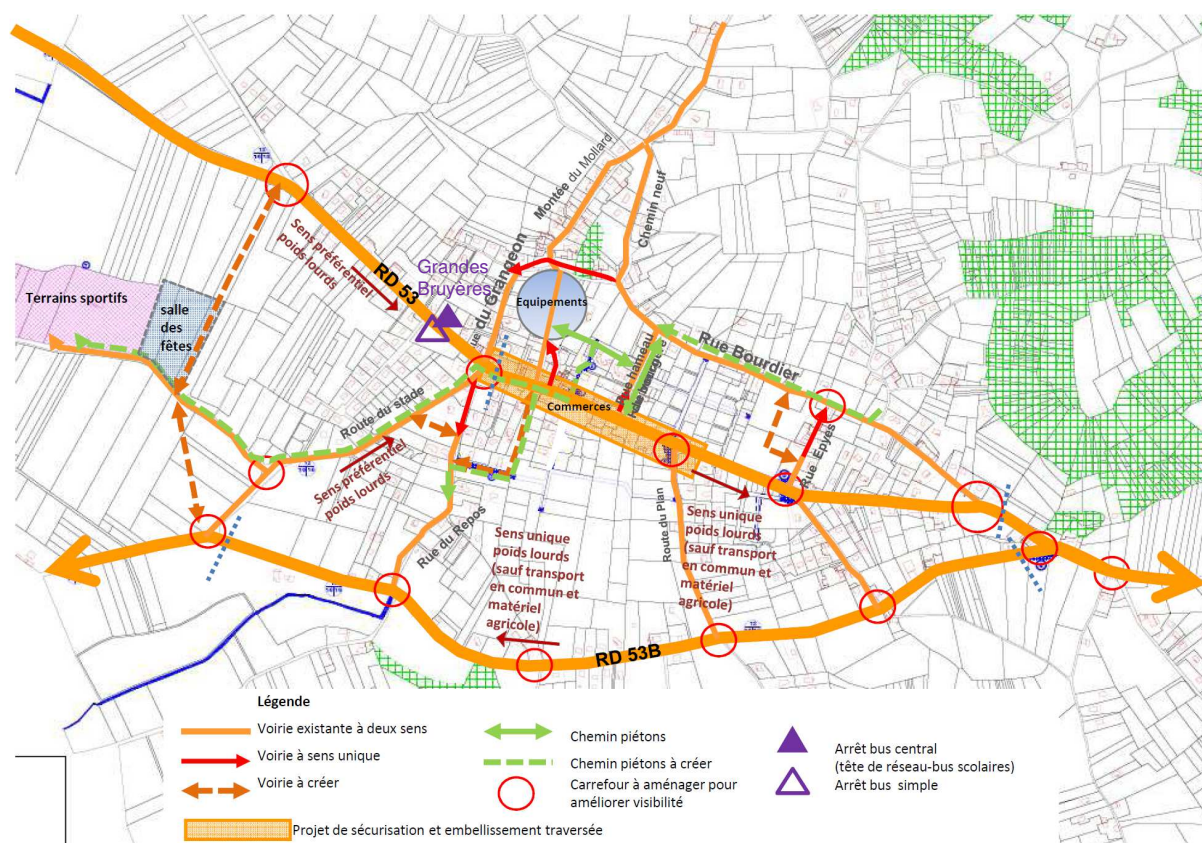 Montée du Mollard
Chemin neuf
Sens préférentiel
poids lourds
RD 53
Grandes
Bruyères
du Grangeon
Equipements
Terrains sportifs
salle
des
fêtes
Rue hameau
Rue Bourdier
Commerces
Route du stade
Sens préférentiel
poids lourds
Rue Epyes
Rue du Repos
Route du Plan
Sens unique
poids lourds
(sauf transport
en commun et
matériel
agricole)
Sens unique
poids lourds
(sauf transport
en commun et
matériel
agricole)
RD 53B
Légende
Voirie existante à deux sens
Voirie à sens unique
Voirie à créer
Projet de sécurisation et embellissement traversée
Chemin piétons
Chemin piétons à créer
Carrefour à aménager pour
améliorer visibilité
Arrêt bus central
(tête de réseau-bus scolaires)
Arrêt bus simple